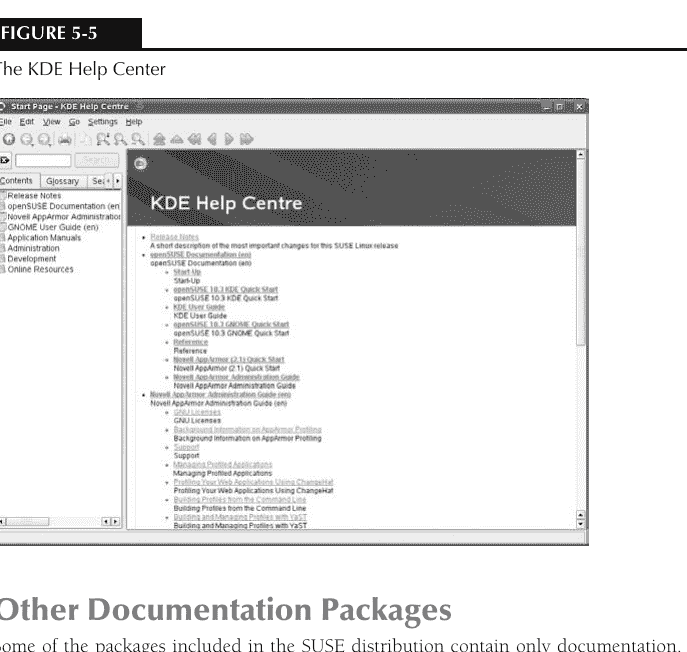 FIGURE 5-5
The KDE Help Center
Start Page - KDE Help Centre
File Edit View Go Settings Help
Search
Contents Glossary Sea
Release Notes
openSUSE Documentation (en
Novell AppArmor Administration
GNOME User Guide (en)
Application Manuals
Administration
Development
Online Resources
KDE Help Centre
Release Notes
A short description of the most important changes for this SUSE Linux release
openSUSE Documentation (en)
openSUSE Documentation (en)
Start-Up
Start-Up
openSUSE 10.3 KDE Quick Start
openSUSE 10.3 KDE Quick Start
KDE User Guide
KDE User Guide
openSUSE 10.3 GNOME Quick Start
openSUSE 10.3 GNOME Quick Start
Reference
Reference
Novell AppArmor (2.1) Quick Start
Novell AppArmor (2.1) Quick Start
Novell AppArmor Administration Guide
Novell AppArmor Administration Guide
Novell AppArmor Administration Guide (en)
Novell AppArmor Administration Guide (en)
GNU Licenses
GNU Licenses
Background Information on AppArmor Profiling
Background Information on AppArmor Profiling
Support
Support
Managing Profiled Applications
Managing Profiled Applications
Profiling Your Web Applications Using ChangeHat
Profiling Your Web Applications Using ChangeHat
Building Profiles from the Command Line
Building Profiles from the Command Line
Building and Managing Profiles with YaST
Building and Managing Profiles with YaST
Other Documentation Packages
Some of the packages included in the SUSE distribution contain only documentation.